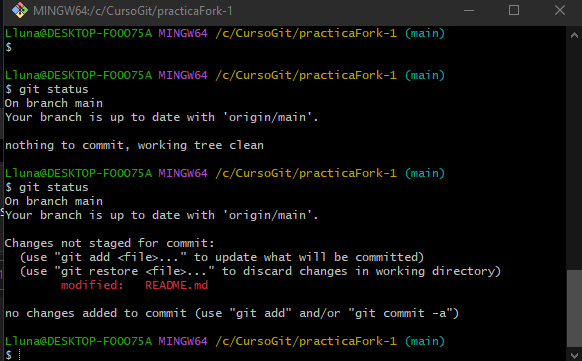 MINGW64:/c/CursoGit/practicaFork-1
Lluna@DESKTOP-FOOO75A MINGW64 /c/CursoGit/practicaFork-1 (main)
$
Lluna@DESKTOP-FOOO75A MINGW64 /c/CursoGit/practicaFork-1 (main)
$ git status
On branch main
Your branch is up to date with 'origin/main'.
nothing to commit, working tree clean
Lluna@DESKTOP-FOOO75A MINGW64 /c/CursoGit/practicaFork-1 (main)
$ git status
On branch main
Your branch is up to date with 'origin/main'.
Changes not staged for commit:
  (use "git add <file>..." to update what will be committed)
  (use "git restore <file>..." to discard changes in working directory)
        modified:   README.md
no changes added to commit (use "git add" and/or "git commit -a")
Lluna@DESKTOP-FOOO75A MINGW64 /c/CursoGit/practicaFork-1 (main)
$